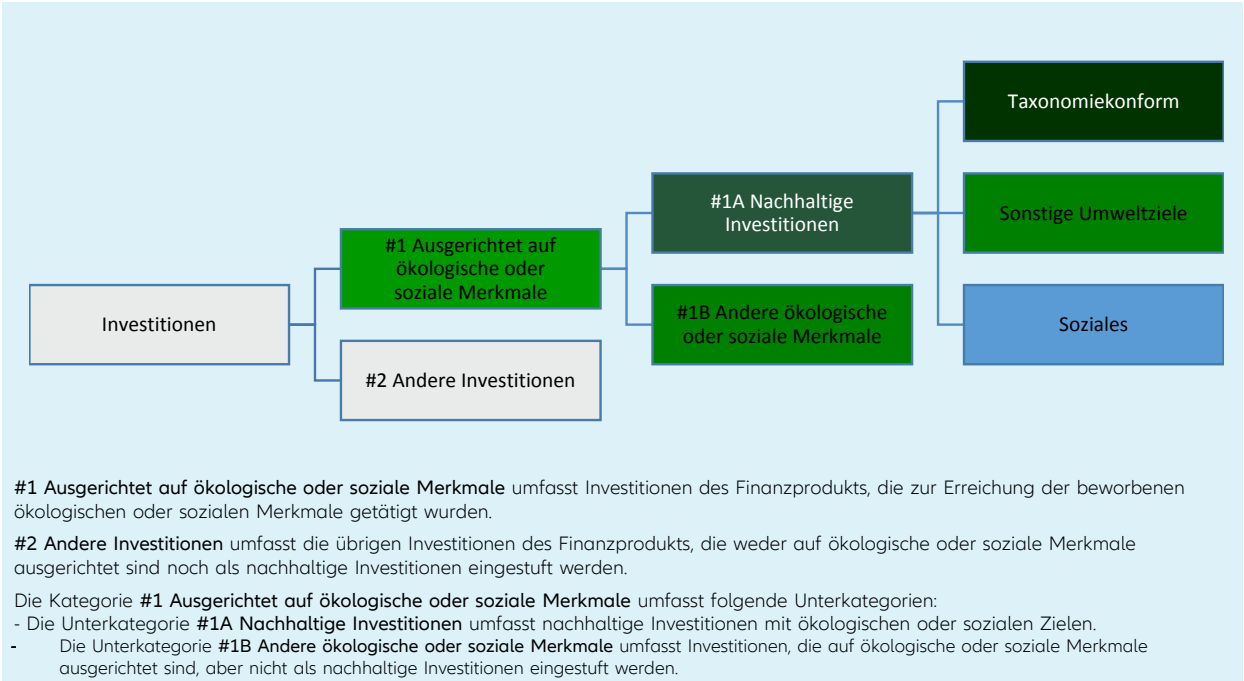 Investitionen
#1 Ausgerichtet auf
ökologische oder
soziale Merkmale
#2 Andere Investitionen
#1A Nachhaltige
Investitionen
#1B Andere ökologische
oder soziale Merkmale
Taxonomiekonform
Sonstige Umweltziele
Soziales
#1 Ausgerichtet auf ökologische oder soziale Merkmale umfasst Investitionen des Finanzprodukts, die zur Erreichung der beworbenen
ökologischen oder sozialen Merkmale getätigt wurden.
#2 Andere Investitionen umfasst die übrigen Investitionen des Finanzprodukts, die weder auf ökologische oder soziale Merkmale
ausgerichtet sind noch als nachhaltige Investitionen eingestuft werden.
Die Kategorie #1 Ausgerichtet auf ökologische oder soziale Merkmale umfasst folgende Unterkategorien:
- Die Unterkategorie #1A Nachhaltige Investitionen umfasst nachhaltige Investitionen mit ökologischen oder sozialen Zielen.
- Die Unterkategorie #1B Andere ökologische oder soziale Merkmale umfasst Investitionen, die auf ökologische oder soziale Merkmale
ausgerichtet sind, aber nicht als nachhaltige Investitionen eingestuft werden.